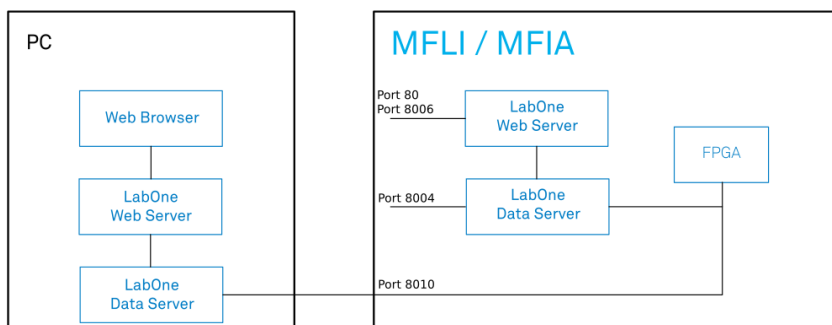 PC
Web Browser
LabOne
Web Server
LabOne
Data Server
MFLI / MFIA
Port 80
Port 8006
LabOne
Web Server
FPGA
Port 8004
LabOne
Data Server
Port 8010